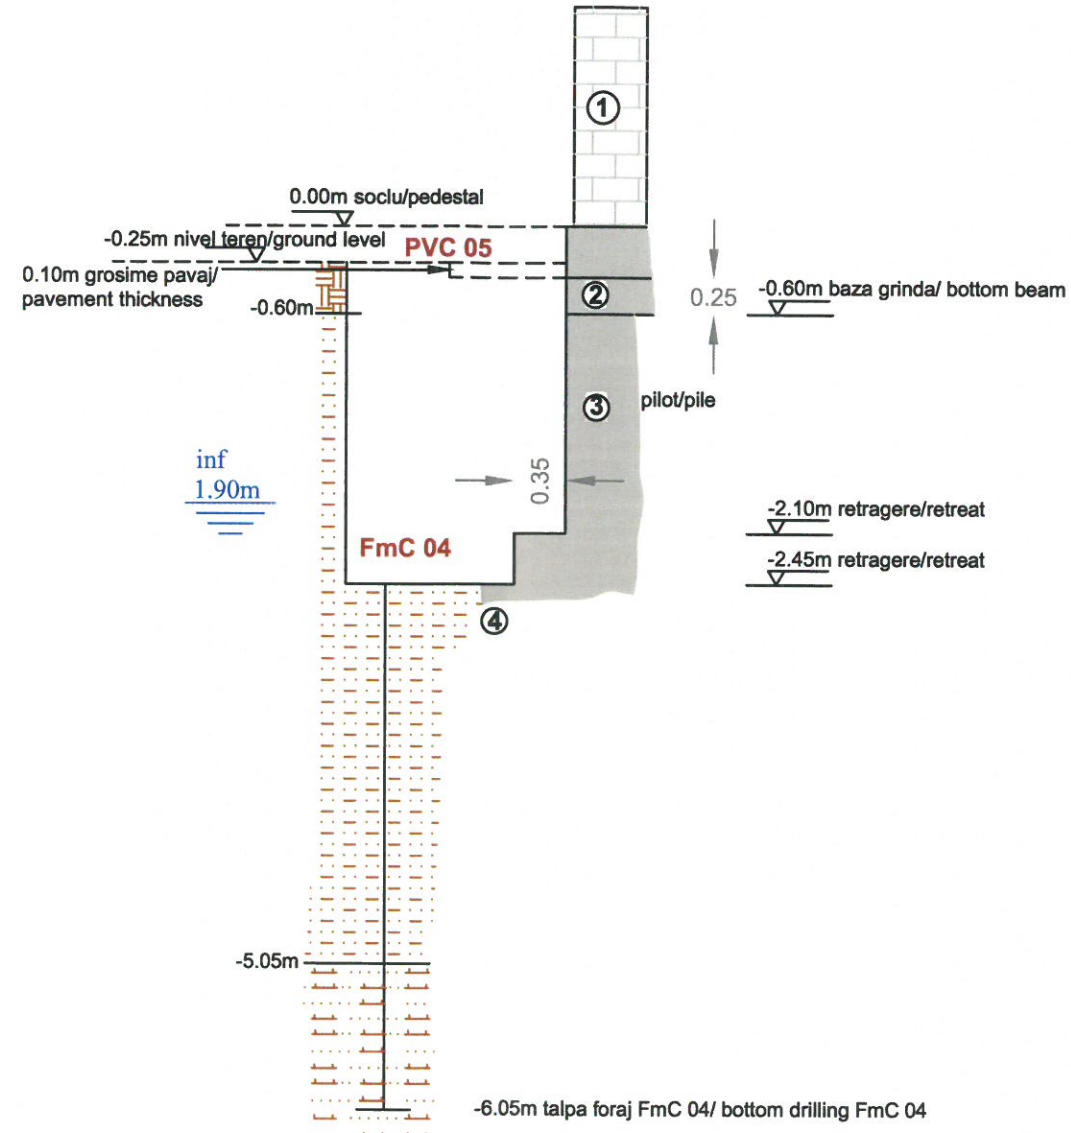 ①
0.00m soclu/pedestal
-0.25m nivel teren/ground level
PVC 05
0.10m grosime pavaj/
pavement thickness
-0.60m
②
0.25
-0.60m baza grinda/ bottom beam
③
pilot/pile
inf
1.90m
0.35
-2.10m retragere/retreat
FmC 04
-2.45m retragere/retreat
④
-5.05m
-6.05m talpa foraj FmC 04/ bottom drilling FmC 04